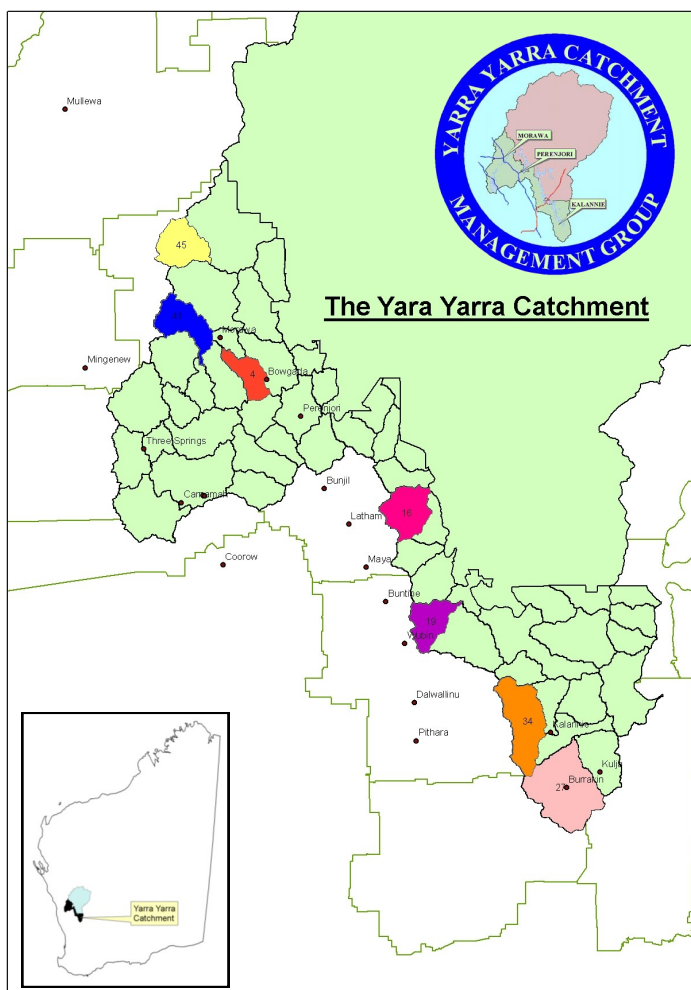 YARRA YARRA CATCHMENT
MANAGEMENT GROUP
MORAWA
PERENJORI
KALANNIE
The Yara Yarra Catchment
Mullewa
45
Morawa
Mingenew
4
Bowgada
Perenjori
Three Springs
Carnamah
Bunjil
16
Latham
Coorow
Maya
Buntine
19
Wubin
Dalwallinu
34
Kalannie
Pithara
Kulja
27
Burrakin
Yarra Yarra
Catchment